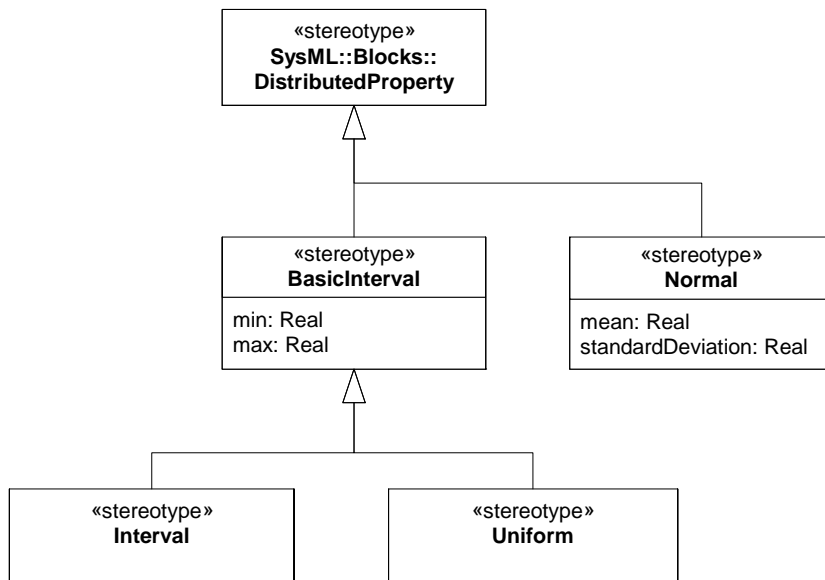 «stereotype»
SysML::Blocks::
DistributedProperty
«stereotype»
BasicInterval
min: Real
max: Real
«stereotype»
Normal
mean: Real
standardDeviation: Real
«stereotype»
Interval
«stereotype»
Uniform